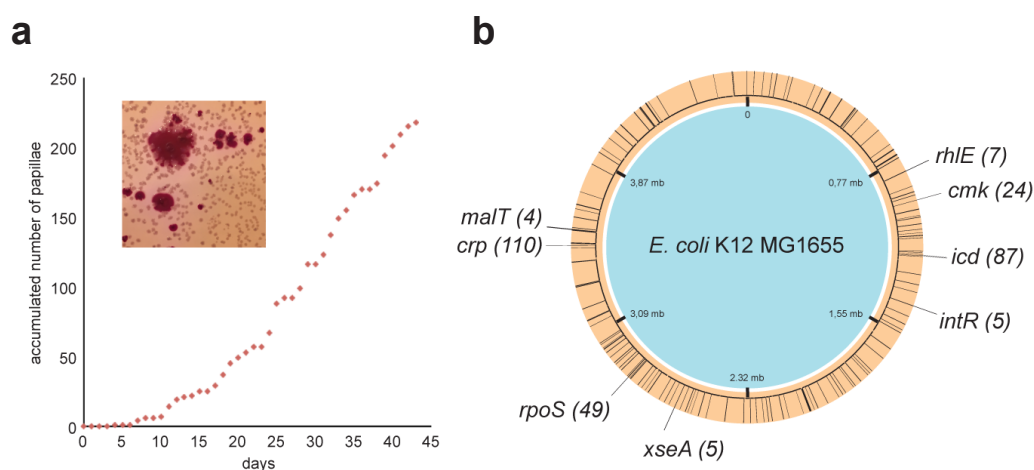 a
accumulated number of papillae
250
200
150
100
50
0
0 5 10 15 20 25 30 35 40 45
days
b
0
0,77 mb
1,55 mb
2.32 mb
3,09 mb
3,87 mb
E. coli K12 MG1655
rhlE (7)
cmk (24)
icd (87)
intR (5)
xseA (5)
rpoS (49)
crp (110)
malT (4)